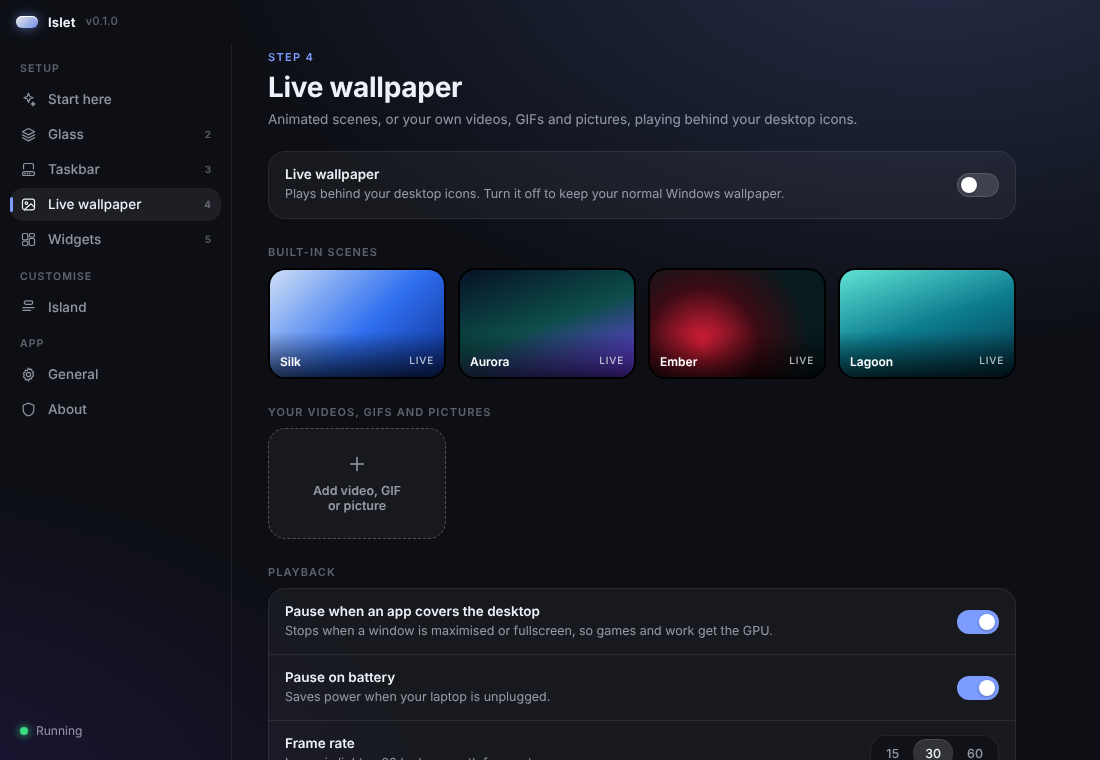 Islet v0.1.0
SETUP
Start here
Glass 2
Taskbar 3
Live wallpaper 4
Widgets 5
CUSTOMISE
Island
APP
General
About
Running
STEP 4
Live wallpaper
Animated scenes, or your own videos, GIFs and pictures, playing behind your desktop icons.
Live wallpaper
Plays behind your desktop icons. Turn it off to keep your normal Windows wallpaper.
BUILT-IN SCENES
Silk LIVE
Aurora LIVE
Ember LIVE
Lagoon LIVE
YOUR VIDEOS, GIFS AND PICTURES
Add video, GIF
or picture
PLAYBACK
Pause when an app covers the desktop
Stops when a window is maximised or fullscreen, so games and work get the GPU.
Pause on battery
Saves power when your laptop is unplugged.
Frame rate
15 30 60